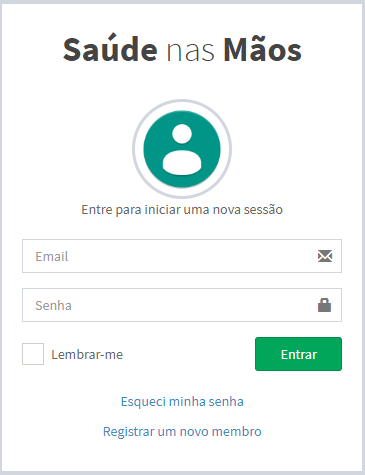 Saúde nas Mãos
Entre para iniciar uma nova sessão
Email
Senha
Lembrar-me
Entrar
Esqueci minha senha
Registrar um novo membro